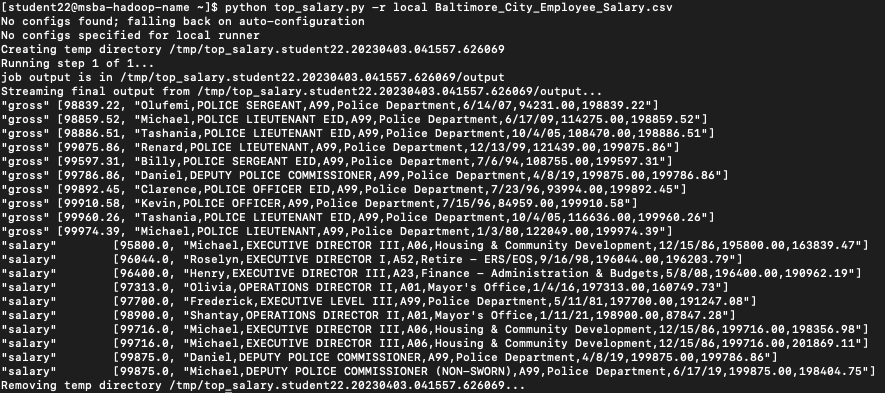 [student22@msba-hadoop-name ~]$ python top_salary.py -r local Baltimore_City_Employee_Salary.csv
No configs found; falling back on auto-configuration
No configs specified for local runner
Creating temp directory /tmp/top_salary.student22.20230403.041557.626069
Running step 1 of 1...
job output is in /tmp/top_salary.student22.20230403.041557.626069/output
Streaming final output from /tmp/top_salary.student22.20230403.041557.626069/output...
"gross" [98839.22, "Olufemi,POLICE SERGEANT,A99,Police Department,6/14/07,94231.00,198839.22"]
"gross" [98859.52, "Michael,POLICE LIEUTENANT EID,A99,Police Department,6/17/09,114275.00,198859.52"]
"gross" [98886.51, "Tashania,POLICE LIEUTENANT EID,A99,Police Department,10/4/05,108470.00,198886.51"]
"gross" [99075.86, "Renard,POLICE LIEUTENANT EID,A99,Police Department,12/13/99,121439.00,199075.86"]
"gross" [99597.31, "Billy,POLICE SERGEANT EID,A99,Police Department,7/6/94,108755.00,199597.31"]
"gross" [99786.86, "Daniel,DEPUTY POLICE COMMISSIONER,A99,Police Department,4/8/19,199875.00,199786.86"]
"gross" [99892.45, "Clarence,POLICE OFFICER EID,A99,Police Department,7/23/96,93994.00,199892.45"]
"gross" [99910.58, "Kevin,POLICE OFFICER,A99,Police Department,7/15/96,84959.00,199910.58"]
"gross" [99960.26, "Tashania,POLICE LIEUTENANT EID,A99,Police Department,10/4/05,116636.00,199960.26"]
"gross" [99974.39, "Michael,POLICE LIEUTENANT EID,A99,Police Department,1/3/80,122049.00,199974.39"]
"salary" [95800.0, "Michael,EXECUTIVE DIRECTOR III,A06,Housing & Community Development,12/15/86,195800.00,163839.47"]
"salary" [96044.0, "Roselyn,EXECUTIVE DIRECTOR I,A52,Retire - ERS/EOS,9/16/98,196044.00,196203.79"]
"salary" [96400.0, "Henry,EXECUTIVE DIRECTOR III,A23,Finance - Administration & Budgets,5/8/08,196400.00,190962.19"]
"salary" [97313.0, "Olivia,OPERATIONS DIRECTOR II,A01,Mayor's Office,1/4/16,197313.00,160749.73"]
"salary" [97700.0, "Frederick,EXECUTIVE LEVEL III,A99,Police Department,5/11/81,197700.00,191247.08"]
"salary" [98900.0, "Shantay,OPERATIONS DIRECTOR II,A01,Mayor's Office,1/11/21,198900.00,87847.28"]
"salary" [99716.0, "Michael,EXECUTIVE DIRECTOR III,A06,Housing & Community Development,12/15/86,199716.00,198356.98"]
"salary" [99716.0, "Michael,EXECUTIVE DIRECTOR III,A06,Housing & Community Development,12/15/86,199716.00,201869.11"]
"salary" [99875.0, "Daniel,DEPUTY POLICE COMMISSIONER,A99,Police Department,4/8/19,199875.00,199786.86"]
"salary" [99875.0, "Michael,DEPUTY POLICE COMMISSIONER (NON-SWORN),A99,Police Department,6/17/19,199875.00,198404.75"]
Removing temp directory /tmp/top_salary.student22.20230403.041557.626069...